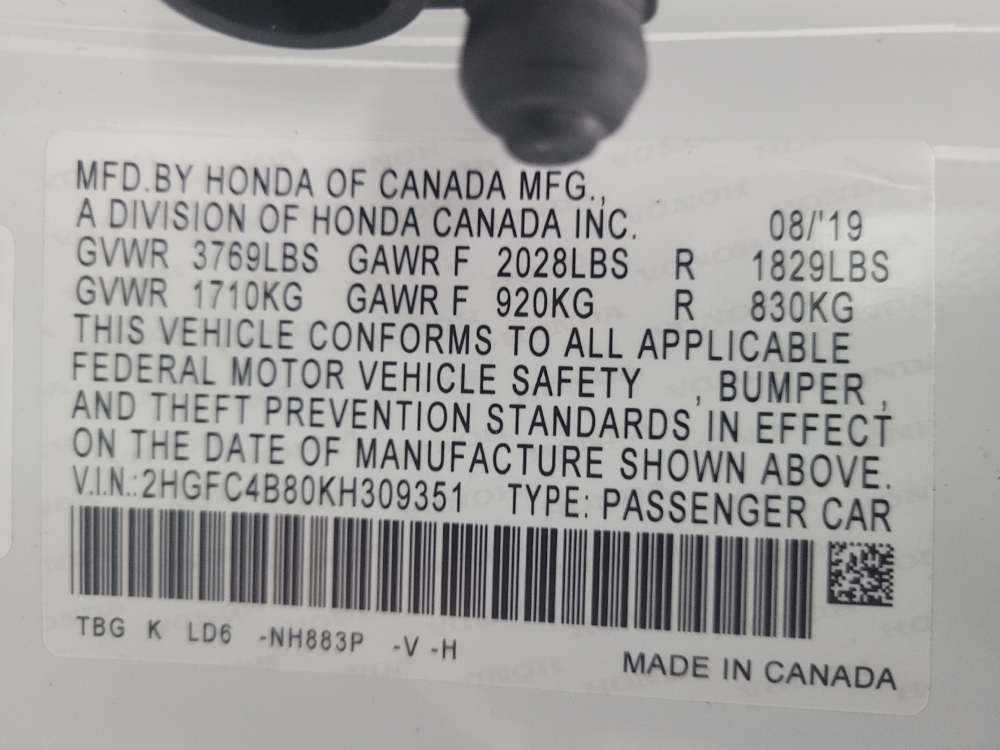 MFD.BY HONDA OF CANADA MFG.,
A DIVISION OF HONDA CANADA INC. 08/'19
GVWR 3769LBS GAWR F 2028LBS R 1829LBS
GVWR 1710KG GAWR F 920KG R 830KG
THIS VEHICLE CONFORMS TO ALL APPLICABLE
FEDERAL MOTOR VEHICLE SAFETY , BUMPER ,
AND THEFT PREVENTION STANDARDS IN EFFECT
ON THE DATE OF MANUFACTURE SHOWN ABOVE.
V.I.N.:2HGFC4B80KH309351 TYPE: PASSENGER CAR
TBG K LD6 -NH883P -V -H
MADE IN CANADA